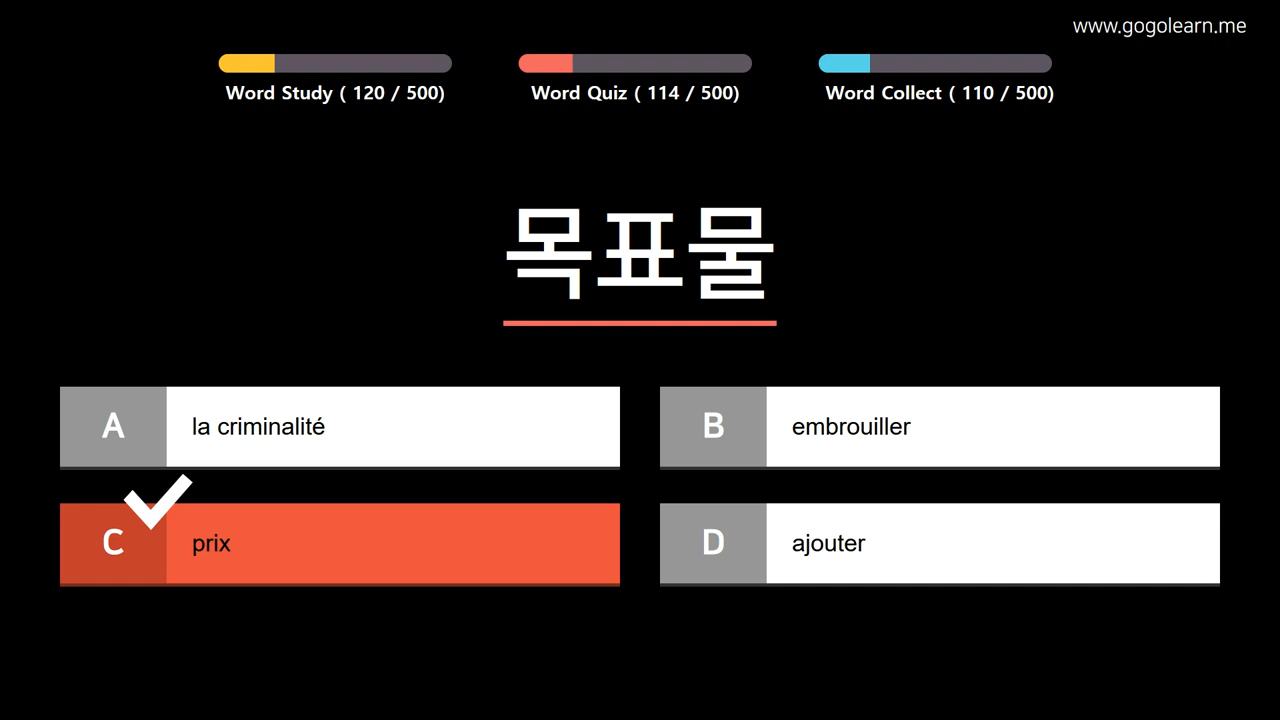 www.gogolearn.me
Word Study ( 120 / 500)
Word Quiz ( 114 / 500)
Word Collect ( 110 / 500)
목표물
A la criminalité
B embrouiller
C prix
D ajouter